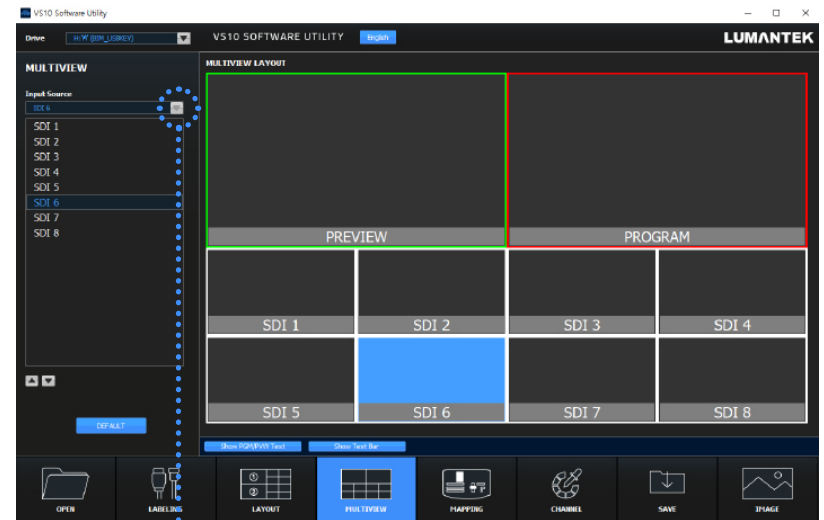 VS10 Software Utility
Drive H:₩ (BM_USBKEY) VS10 SOFTWARE UTILITY English LUMANTEK
MULTIVIEW
Input Source
SDI 6
SDI 1
SDI 2
SDI 3
SDI 4
SDI 5
SDI 6
SDI 7
SDI 8
DEFAULT
MULTIVIEW LAYOUT
PREVIEW PROGRAM
SDI 1 SDI 2 SDI 3 SDI 4
SDI 5 SDI 6 SDI 7 SDI 8
Show PGM/PVW Text Show Text Bar
① ②
OPEN LABELING LAYOUT MULTIVIEW MAPPING CHANNEL SAVE IMAGE